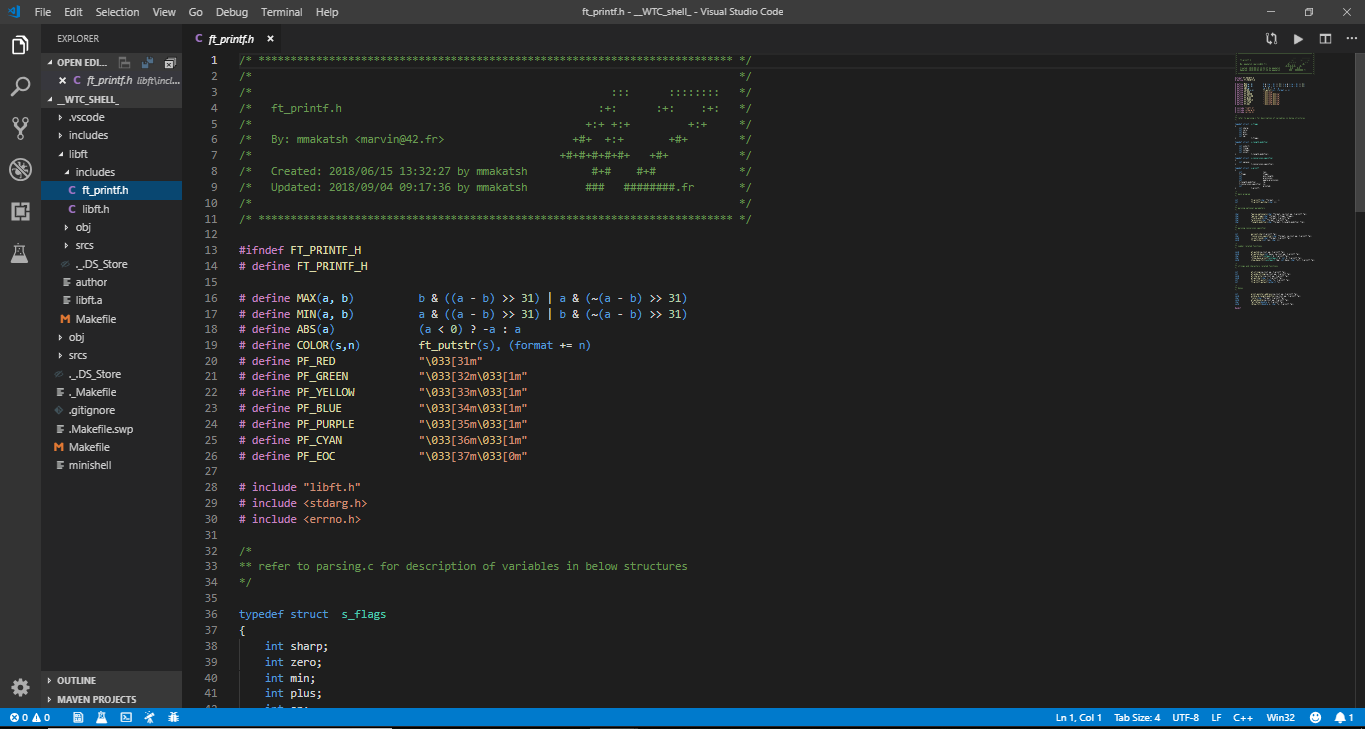 File Edit Selection View Go Debug Terminal Help
ft_printf.h - __WTC_shell_ - Visual Studio Code
EXPLORER
OPEN EDI...
ft_printf.h libft\incl...
__WTC_SHELL_
.vscode
includes
libft
includes
C ft_printf.h
C libft.h
obj
srcs
._.DS_Store
author
libft.a
M Makefile
obj
srcs
._.DS_Store
._Makefile
.gitignore
.Makefile.swp
M Makefile
minishell
OUTLINE
MAVEN PROJECTS
C ft_printf.h ×
1 /* ************************************************************************** */
2 /*                                                                            */
3 /*                                                        :::      ::::::::   */
4 /*   ft_printf.h                                        :+:      :+:    :+:   */
5 /*                                                    +:+ +:+         +:+     */
6 /*   By: mmakatsh <marvin@42.fr>                    +#+  +:+       +#+        */
7 /*                                                +#+#+#+#+#+   +#+           */
8 /*   Created: 2018/06/15 13:32:27 by mmakatsh          #+#    #+#             */
9 /*   Updated: 2018/09/04 09:17:36 by mmakatsh         ###   ########.fr       */
10 /*                                                                            */
11 /* ************************************************************************** */
12
13 #ifndef FT_PRINTF_H
14 # define FT_PRINTF_H
15
16 # define MAX(a, b)          b & ((a - b) >> 31) | a & (~(a - b) >> 31)
17 # define MIN(a, b)          a & ((a - b) >> 31) | b & (~(a - b) >> 31)
18 # define ABS(a)             (a < 0) ? -a : a
19 # define COLOR(s,n)         ft_putstr(s), (format += n)
20 # define PF_RED             "\033[31m"
21 # define PF_GREEN           "\033[32m\033[1m"
22 # define PF_YELLOW          "\033[33m\033[1m"
23 # define PF_BLUE            "\033[34m\033[1m"
24 # define PF_PURPLE          "\033[35m\033[1m"
25 # define PF_CYAN            "\033[36m\033[1m"
26 # define PF_EOC             "\033[37m\033[0m"
27
28 # include "libft.h"
29 # include <stdarg.h>
30 # include <errno.h>
31
32 /*
33 ** refer to parsing.c for description of variables in below structures
34 */
35
36 typedef struct  s_flags
37 {
38     int sharp;
39     int zero;
40     int min;
41     int plus;
0 0 Ln 1, Col 1 Tab Size: 4 UTF-8 LF C++ Win32 1